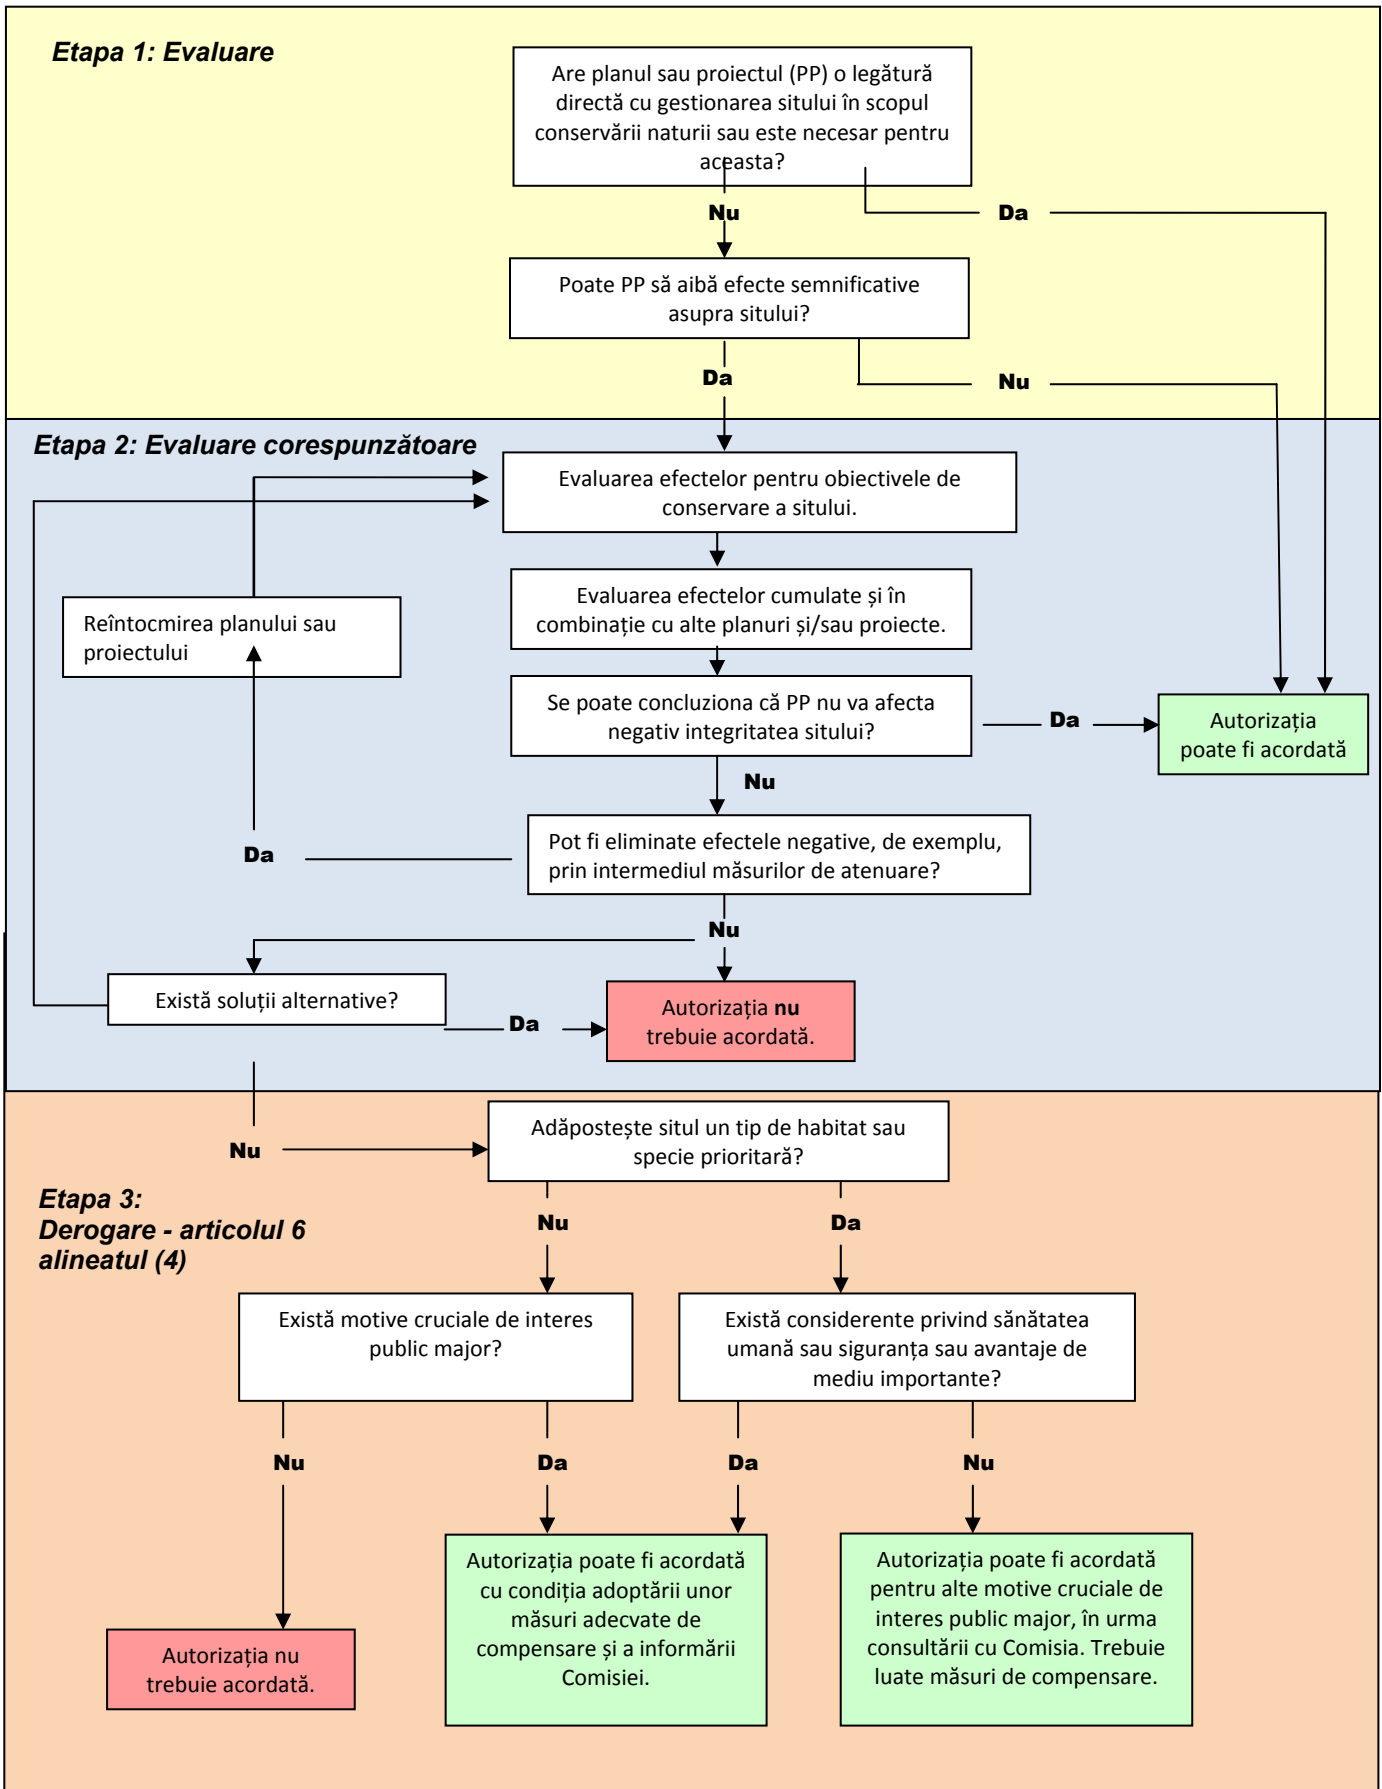 Etapa 1: Evaluare
Are planul sau proiectul (PP) o legătură
directă cu gestionarea sitului în scopul
conservării naturii sau este necesar pentru
aceasta?
Nu
Da
Poate PP să aibă efecte semnificative
asupra sitului?
Da
Nu
Etapa 2: Evaluare corespunzătoare
Evaluarea efectelor pentru obiectivele de
conservare a sitului.
Evaluarea efectelor cumulate și în
combinație cu alte planuri și/sau proiecte.
Reîntocmirea planului sau
proiectului
Se poate concluziona că PP nu va afecta
negativ integritatea sitului?
Da
Autorizația
poate fi acordată
Nu
Pot fi eliminate efectele negative, de exemplu,
prin intermediul măsurilor de atenuare?
Da
Nu
Există soluții alternative?
Da
Autorizația nu
trebuie acordată.
Nu
Adăpostește situl un tip de habitat sau
specie prioritară?
Etapa 3:
Derogare - articolul 6
alineatul (4)
Nu
Da
Există motive cruciale de interes
public major?
Există considerente privind sănătatea
umană sau siguranța sau avantaje de
mediu importante?
Nu
Da
Da
Nu
Autorizația nu
trebuie acordată.
Autorizația poate fi acordată
cu condiția adoptării unor
măsuri adecvate de
compensare și a informării
Comisiei.
Autorizația poate fi acordată
pentru alte motive cruciale de
interes public major, în urma
consultării cu Comisia. Trebuie
luate măsuri de compensare.